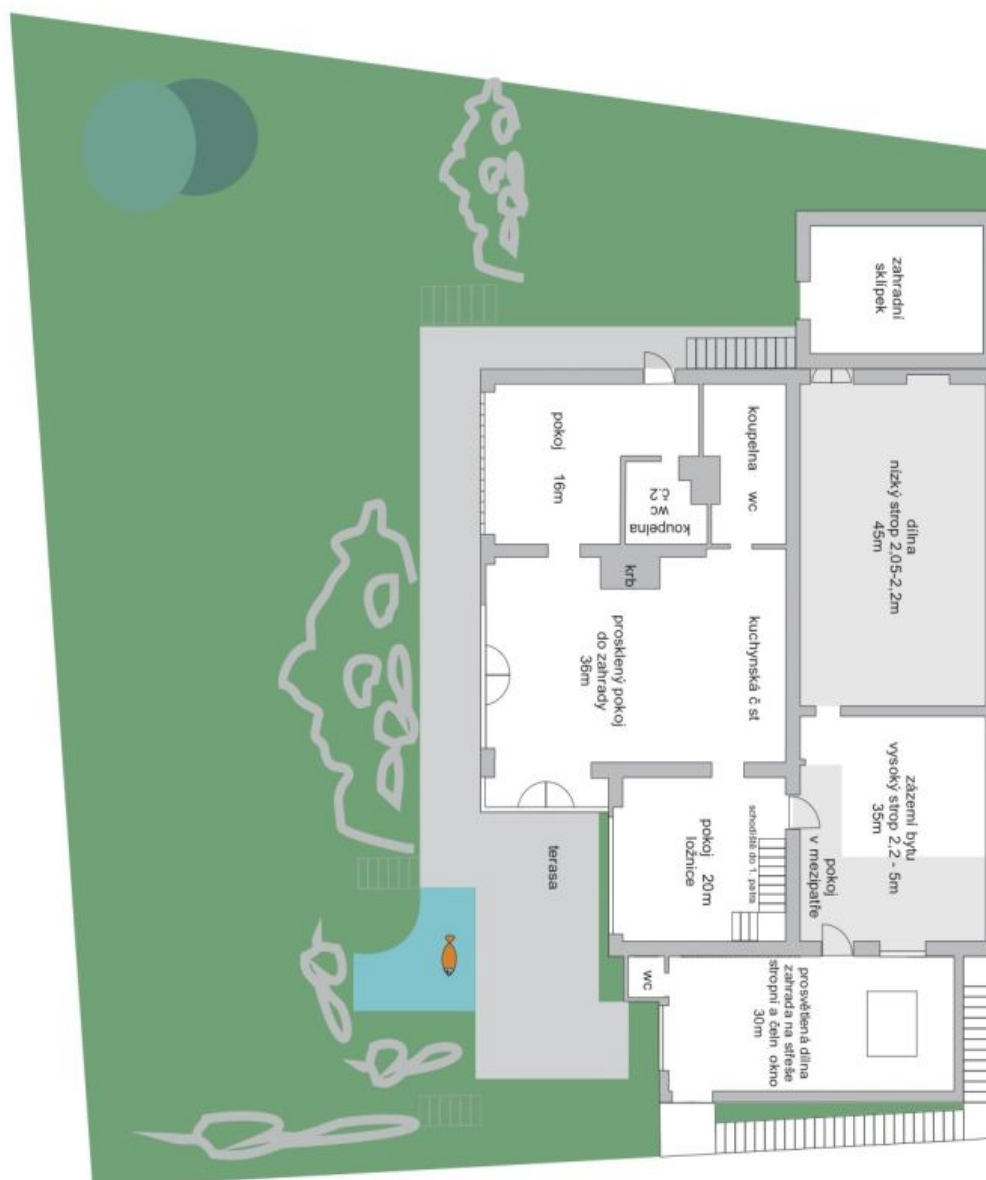 zahradní
sklípek
dílna
nízký strop 2,05-2,2m
45m
koupelna wc
pokoj 16m
koupelna
wc
č.2
krb
prosklený pokoj
do zahrady
36m
kuchynská č st
zázemí bytu
vysoký strop 2,2 - 5m
35m
pokoj
v mezipatře
schodiště do 1. patra
pokoj 20m
ložnice
terasa
wc
prosvětlená dílna
zahrada na střeše
stropní a čeln okno
30m